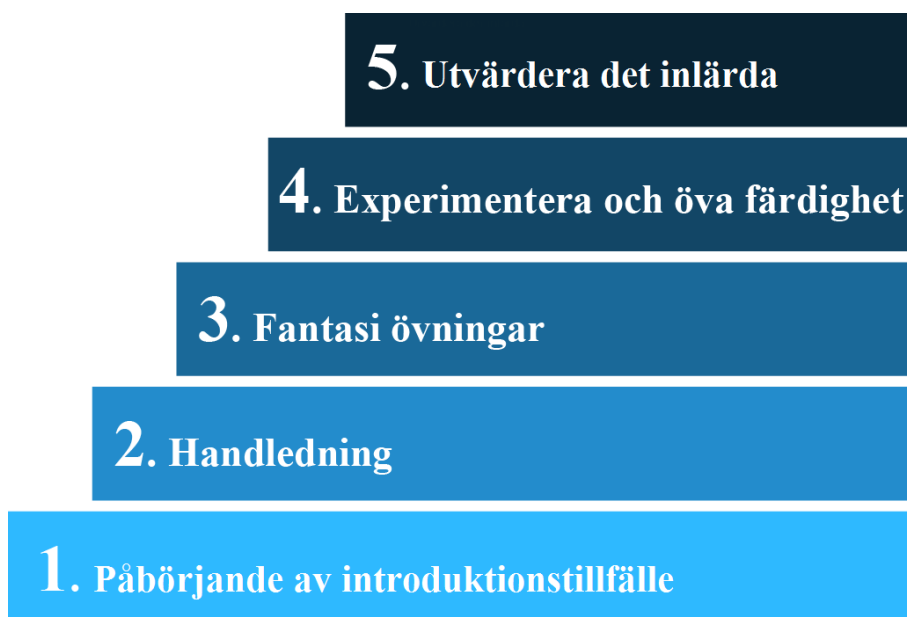 5. Utvärdera det inlärda
4. Experimentera och öva färdighet
3. Fantasi övningar
2. Handledning
1. Påbörjande av introduktionstillfälle